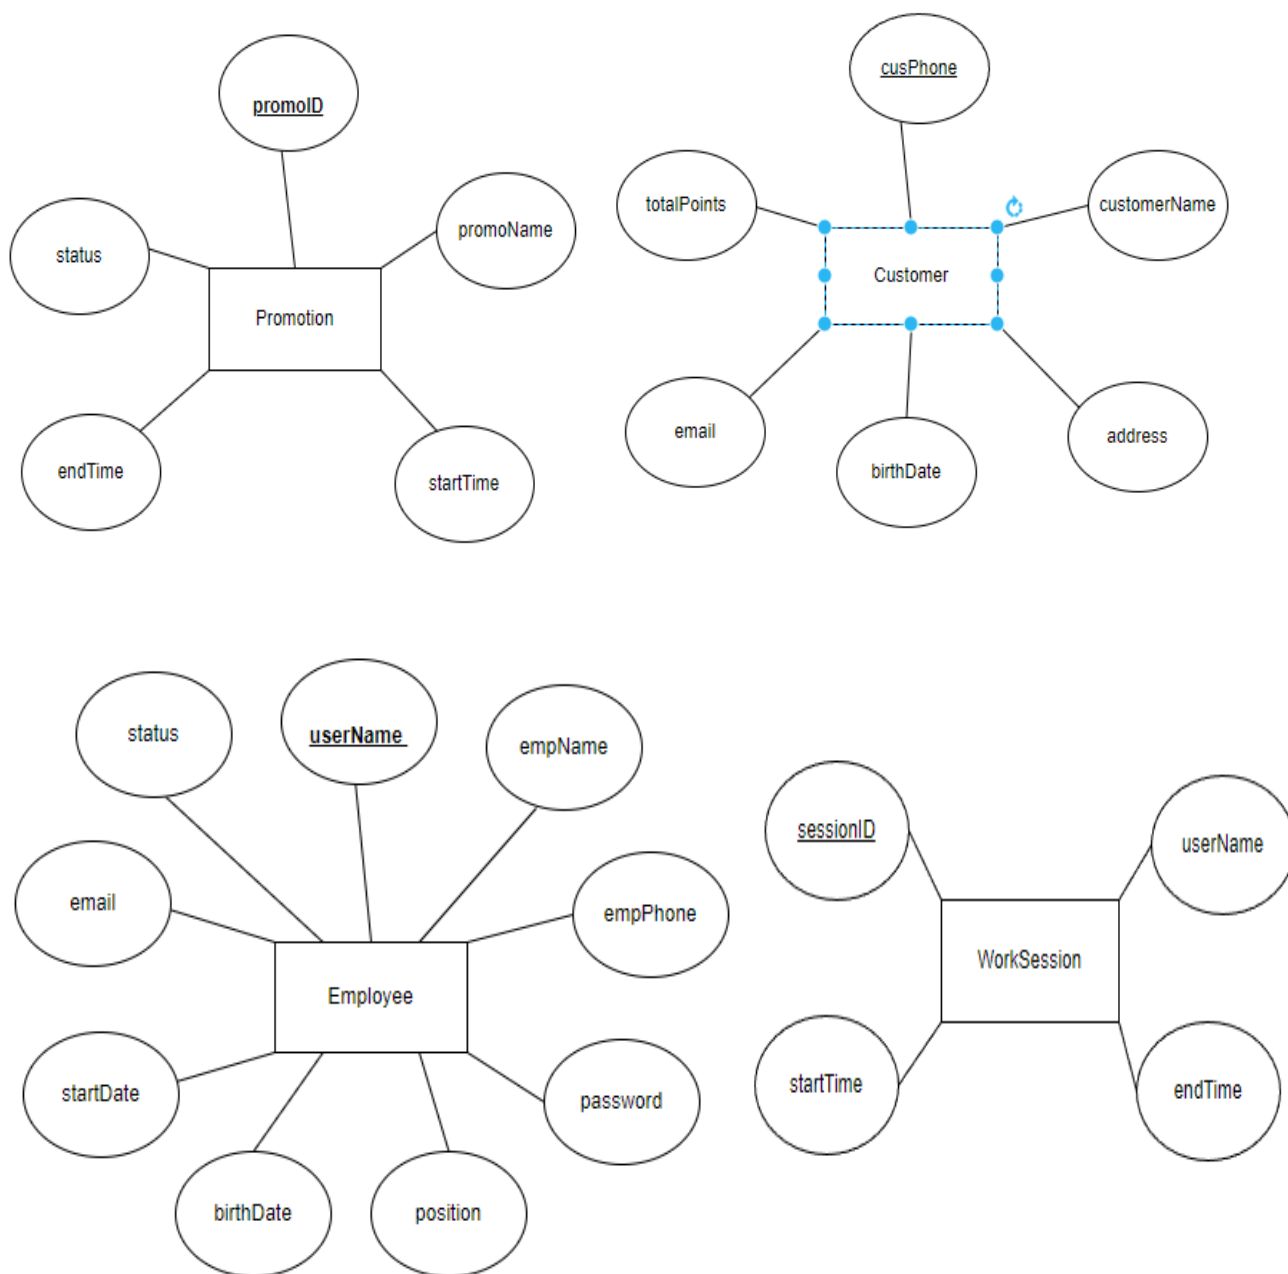 promoID
status
promoName
Promotion
endTime
startTime
cusPhone
totalPoints
customerName
Customer
email
birthDate
address
status
userName
empName
email
empPhone
Employee
startDate
password
birthDate
position
sessionID
userName
WorkSession
startTime
endTime